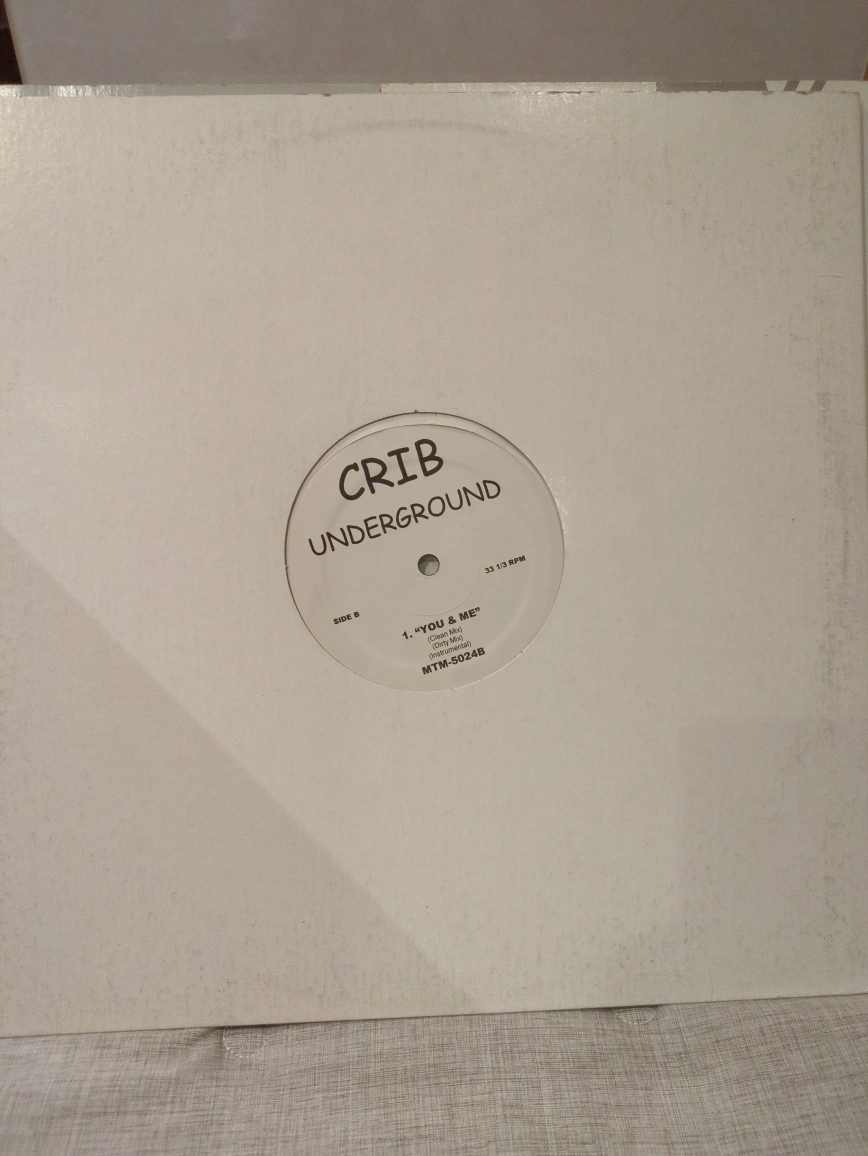 CRIB
UNDERGROUND
33 1/3 RPM
SIDE B
1. "YOU & ME"
(Clean Mix)
(Dirty Mix)
(Instrumental)
MTM-5024B